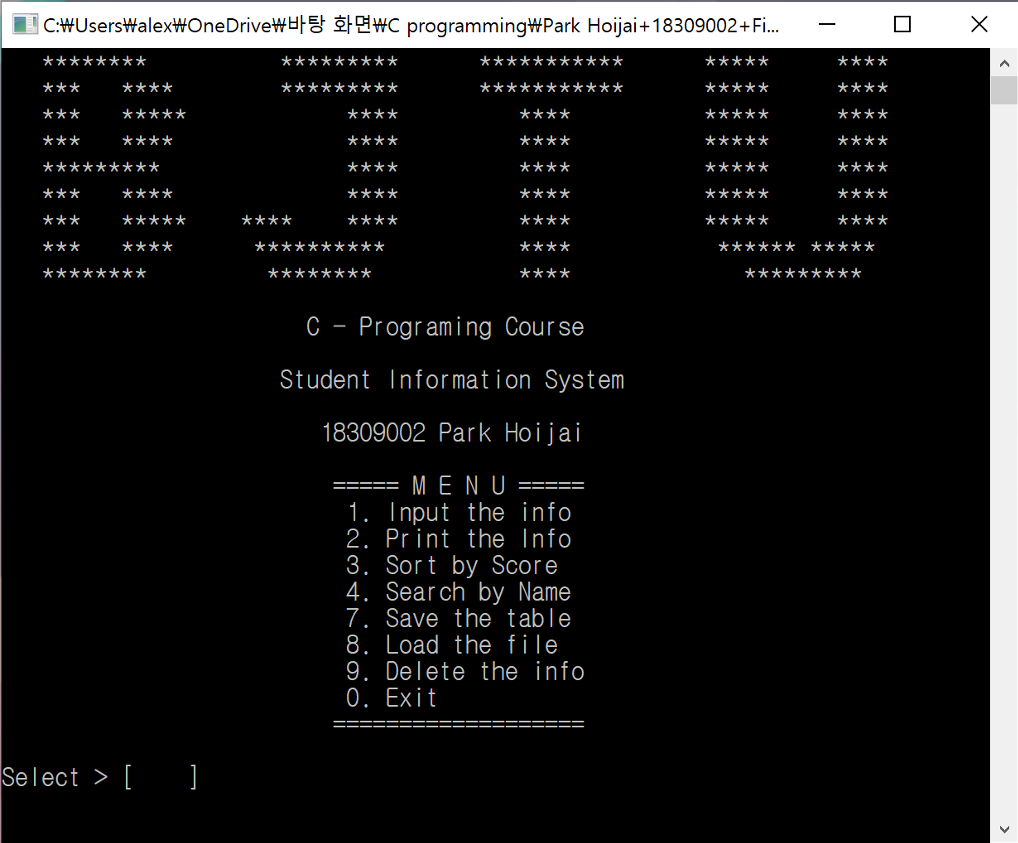 C:₩Users₩alex₩OneDrive₩바탕 화면₩C programming₩Park Hoijai+18309002+Fi...
******** ********* *********** ***** ****
*** **** ********* *********** ***** ****
*** ***** **** **** ***** ****
*** **** **** **** ***** ****
********* **** **** ***** ****
*** **** **** **** ***** ****
*** ***** **** **** **** ***** ****
*** **** ********** **** ****** *****
******** ******** **** *********
C - Programing Course
Student Information System
18309002 Park Hoijai
===== M E N U =====
1. Input the info
2. Print the Info
3. Sort by Score
4. Search by Name
7. Save the table
8. Load the file
9. Delete the info
0. Exit
===================
Select > [ ]